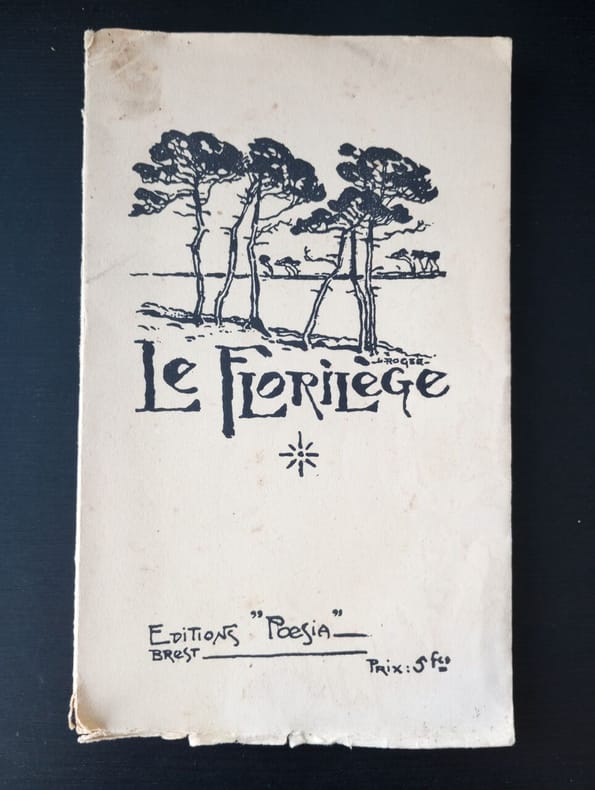 L. ROGER
Le FLORILèGe
EDITIONS "POeSIA"
BReST
PRIX: 5 fcs